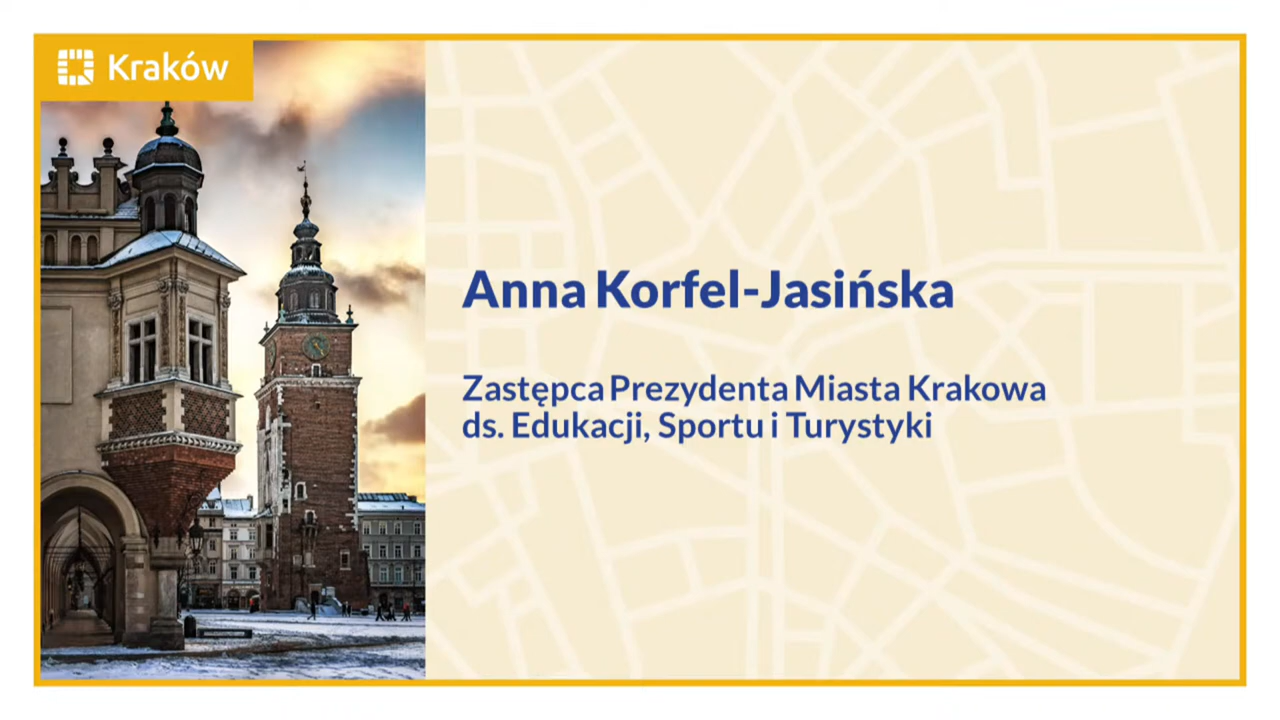 Kraków
Anna Korfel-Jasińska
Zastępca Prezydenta Miasta Krakowa
ds. Edukacji, Sportu i Turystyki